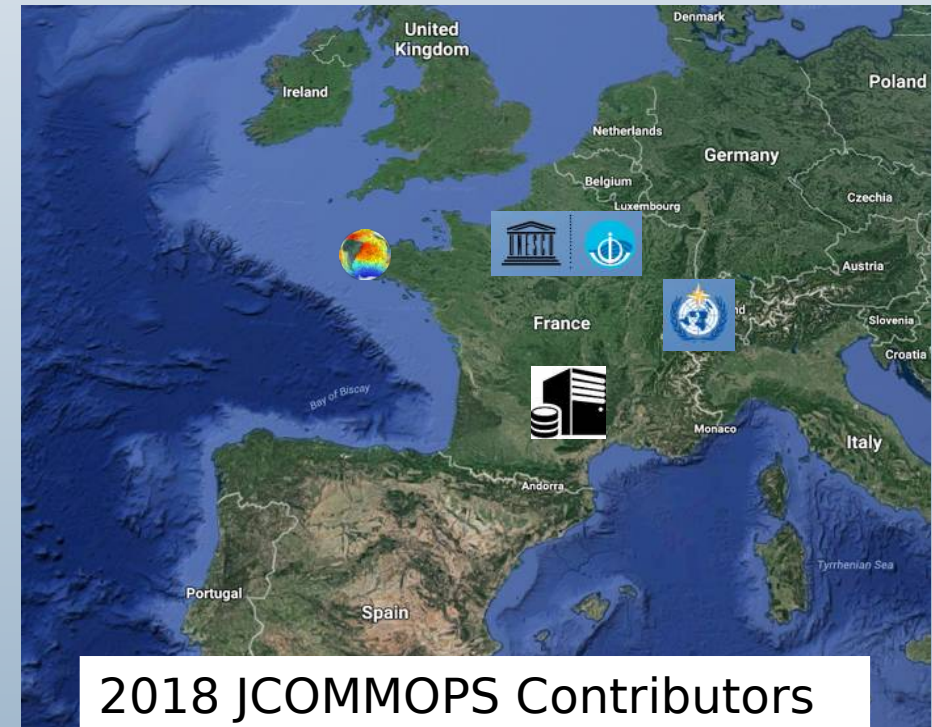 Denmark
United
Kingdom
Ireland
Poland
Netherlands
Germany
Belgium
Luxembourg
Czechia
Austria
nd
Slovenia
France
Croatia
Bay of Biscay
Monaco
Italy
Andorra
Tyrrhenian Sea
Portugal
Spain
2018 JCOMMOPS Contributors